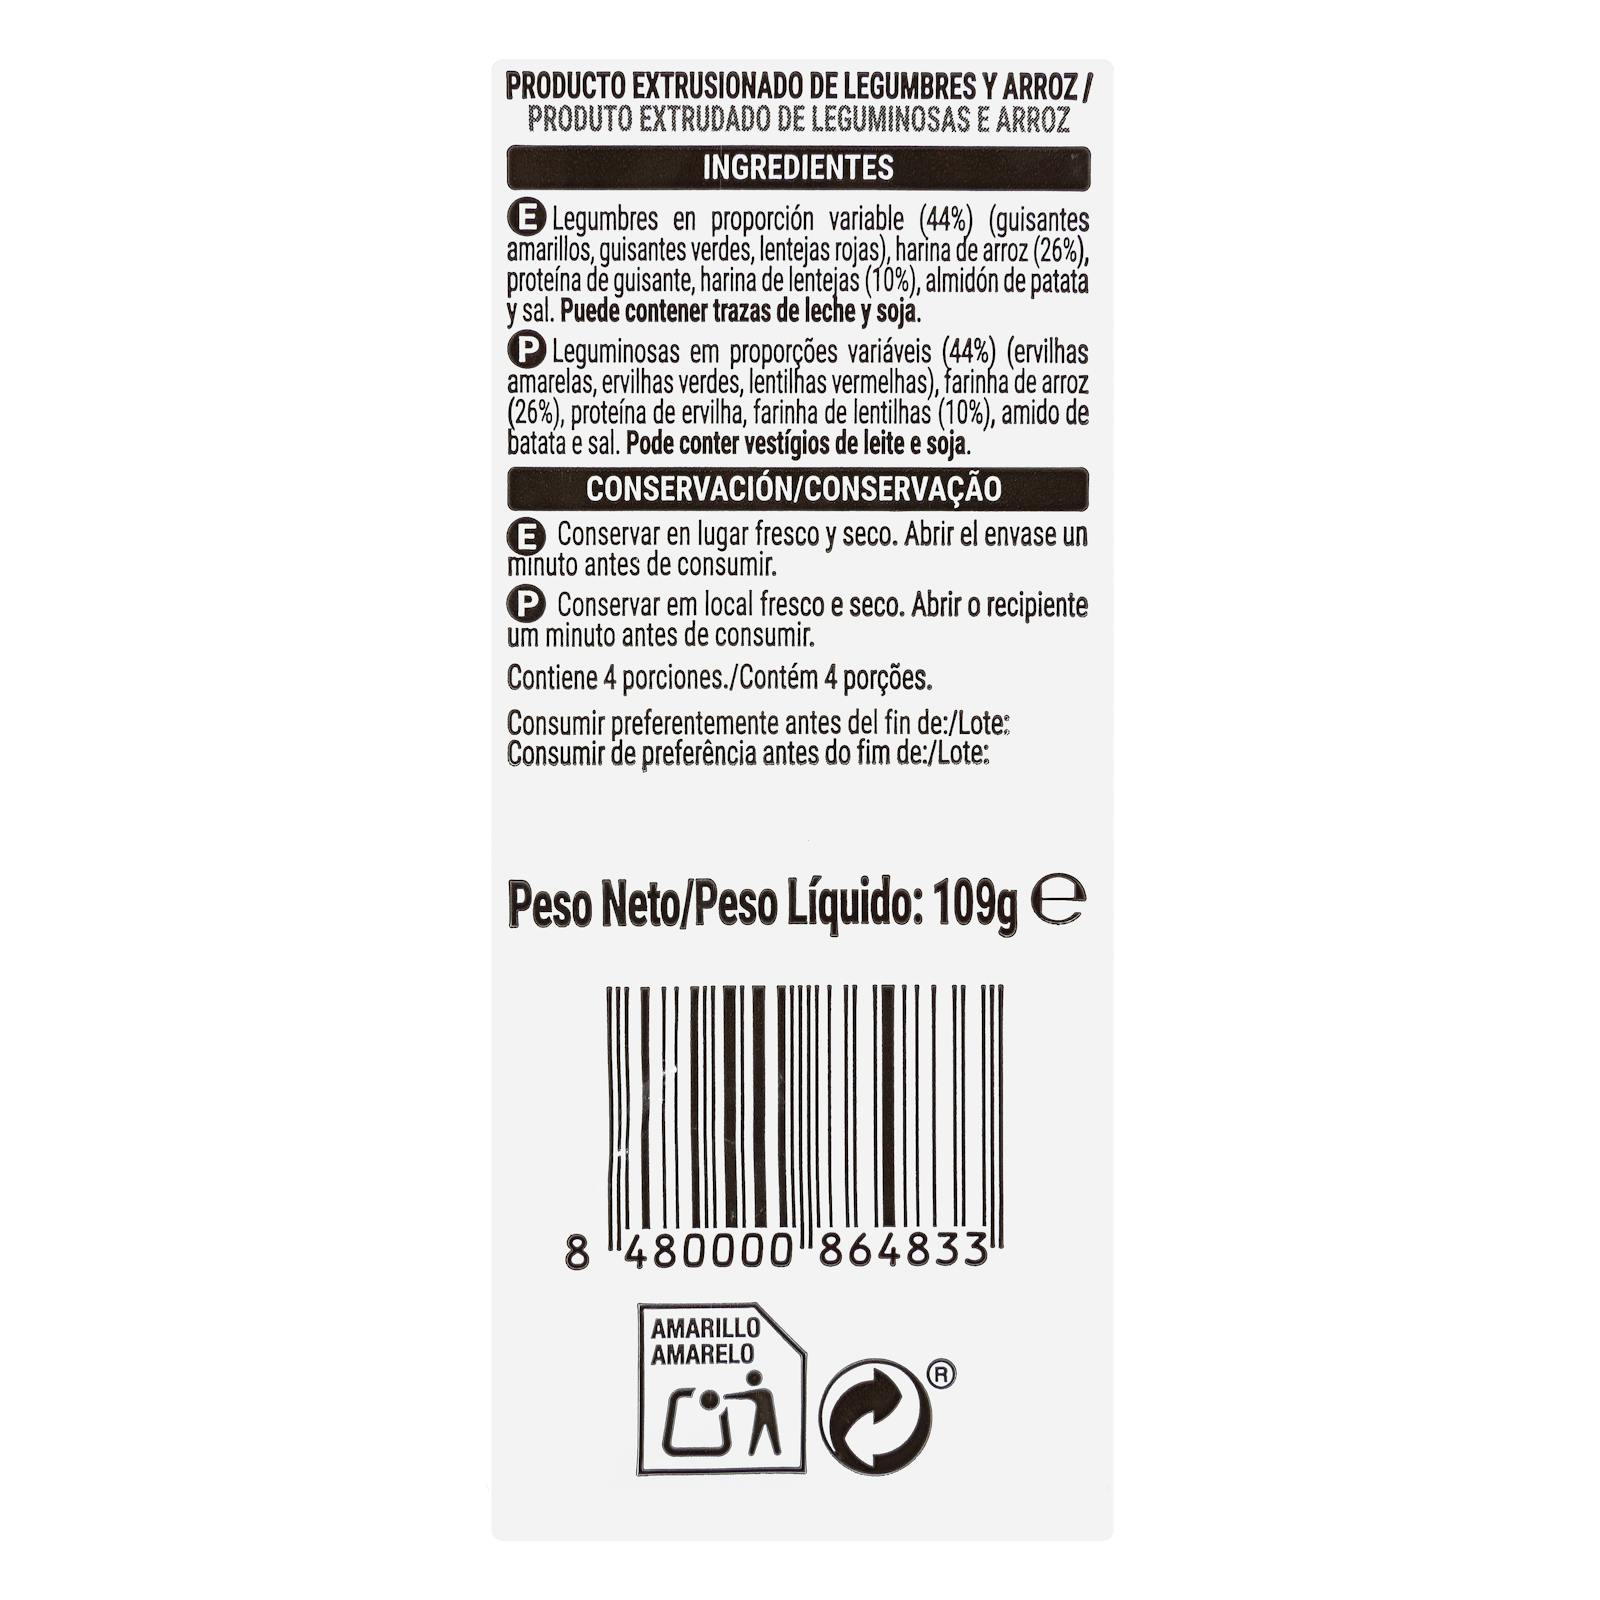 PRODUCTO EXTRUSIONADO DE LEGUMBRES Y ARROZ /
PRODUTO EXTRUDADO DE LEGUMINOSAS E ARROZ
INGREDIENTES
E Legumbres en proporción variable (44%) (guisantes
amarillos, guisantes verdes, lentejas rojas), harina de arroz (26%),
proteína de guisante, harina de lentejas (10%), almidón de patata
y sal. Puede contener trazas de leche y soja.
P Leguminosas em proporções variáveis (44%) (ervilhas
amarelas, ervilhas verdes, lentilhas vermelhas), farinha de arroz
(26%), proteína de ervilha, farinha de lentilhas (10%), amido de
batata e sal. Pode conter vestígios de leite e soja.
CONSERVACIÓN/CONSERVAÇÃO
E Conservar en lugar fresco y seco. Abrir el envase un
minuto antes de consumir.
P Conservar em local fresco e seco. Abrir o recipiente
um minuto antes de consumir.
Contiene 4 porciones./Contém 4 porções.
Consumir preferentemente antes del fin de:/Lote:
Consumir de preferência antes do fim de:/Lote:
Peso Neto/Peso Líquido: 109g ℮
8 480000 864833
AMARILLO
AMARELO
®